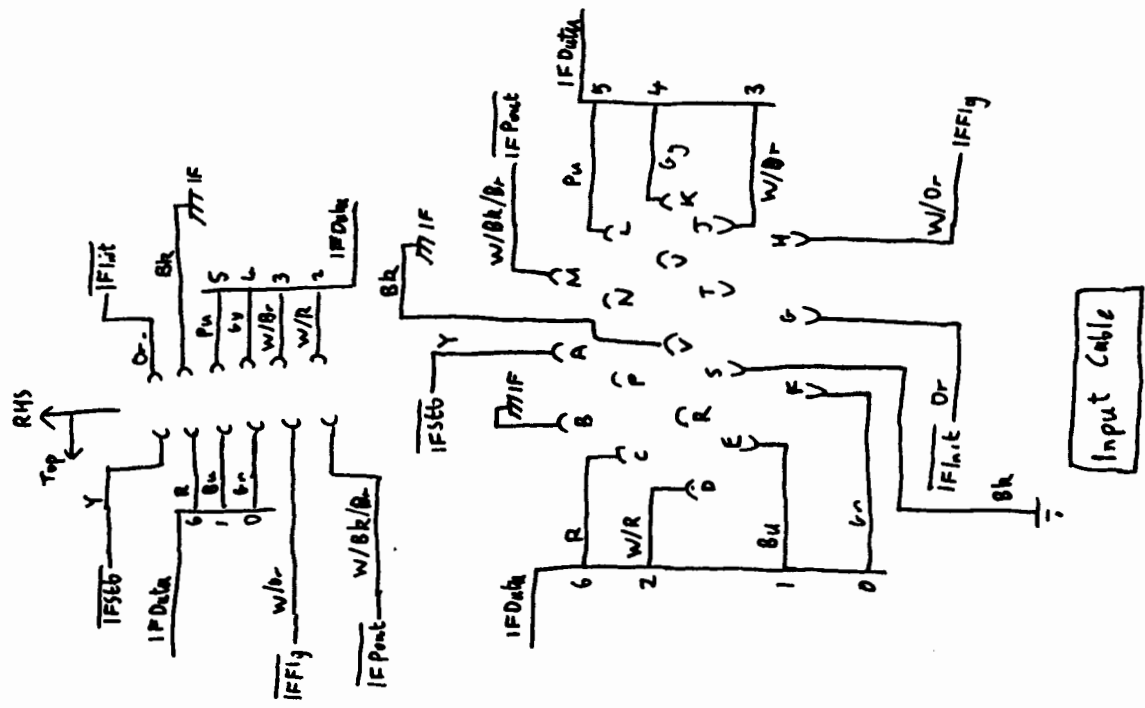 RHS
Top
Y
IFStb
IFData
R
Bu
Gn
6
1
0
W/Or
IFFlg
W/Bk/Br
IFPout
IFInit
Or.
Bk
IF
Pu
Gy
W/Br
W/R
5
4
3
2
IFData
IFData
6
2
1
0
R
W/R
Bu
Gn
IFStb
Y
IF
Bk
IF
W/Bk/Br
IFPout
IFData
5
4
3
Pu
Gy
W/Br
A
B
C
D
E
F
G
H
J
K
L
M
N
P
R
S
T
U
V
W/Or
IFFlg
IFInit
Or
Bk
Input Cable